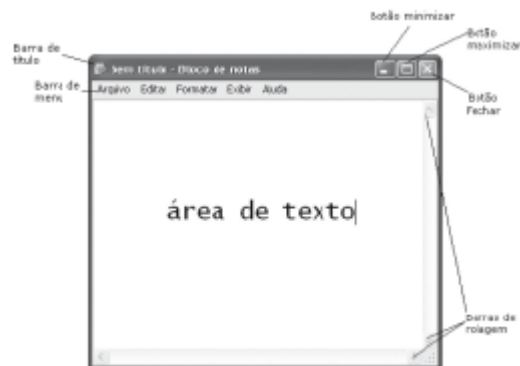 Botão minimizar
Botão
maximizar
Barra de
título
Sem título - Bloco de notas
Barra de
menu
Arquivo Editar Formatar Exibir Ajuda
Botão
Fechar
área de texto
Barras de
rolagem